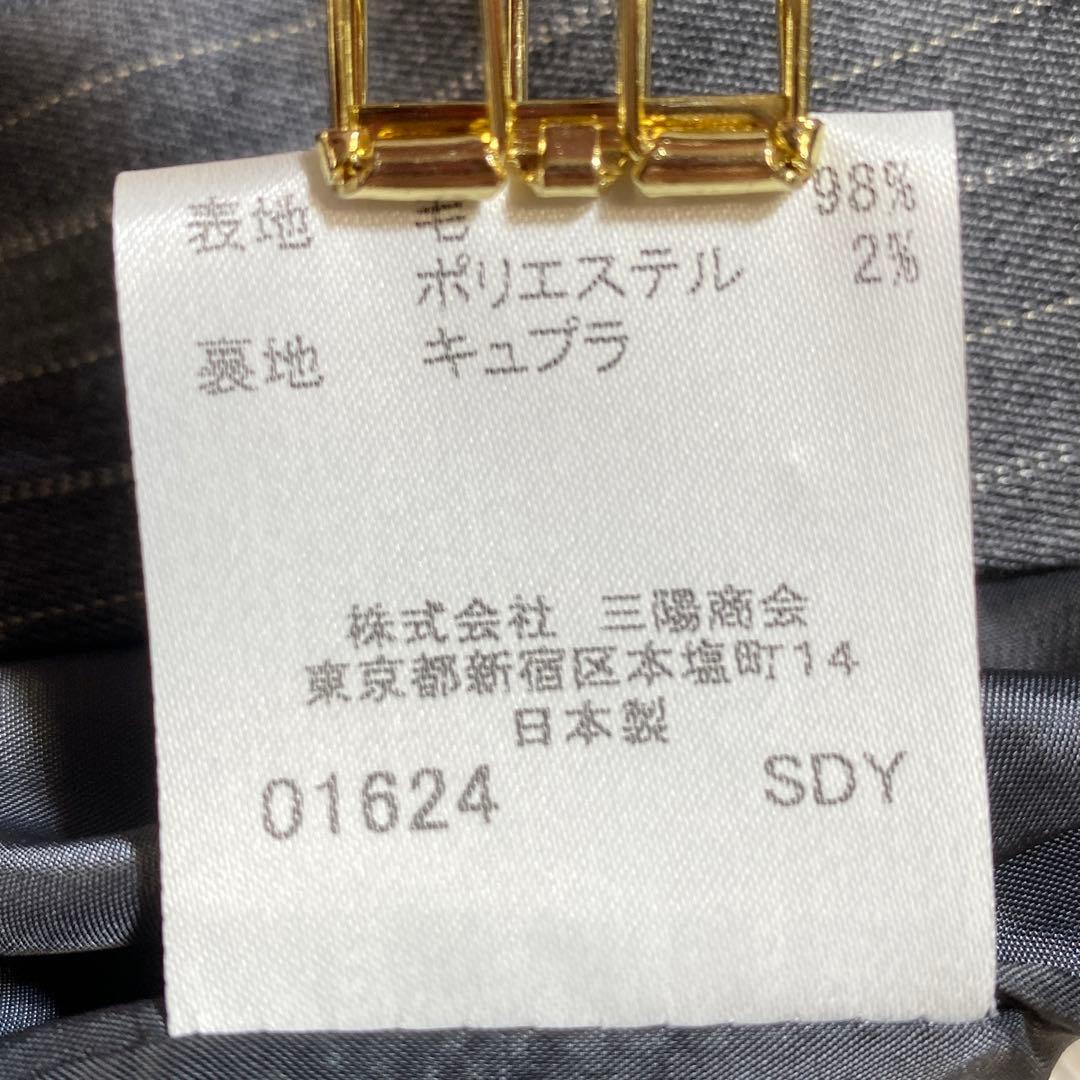 表地 毛 98%
ポリエステル 2%
裏地 キュプラ
株式会社 三陽商会
東京都新宿区本塩町14
日本製
01624 SDY